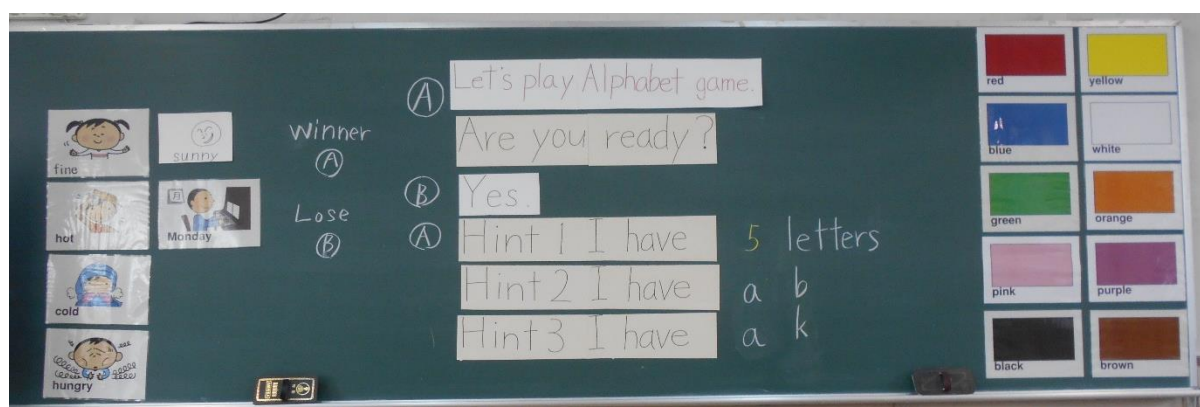 fine
hot
cold
hungry
sunny
月
Monday
Winner
A
Lose
B
A Let's play Alphabet game.
Are you ready?
B Yes.
A Hint 1 I have 5 letters
Hint 2 I have a b
Hint 3 I have a k
red
yellow
blue
white
green
orange
pink
purple
black
brown